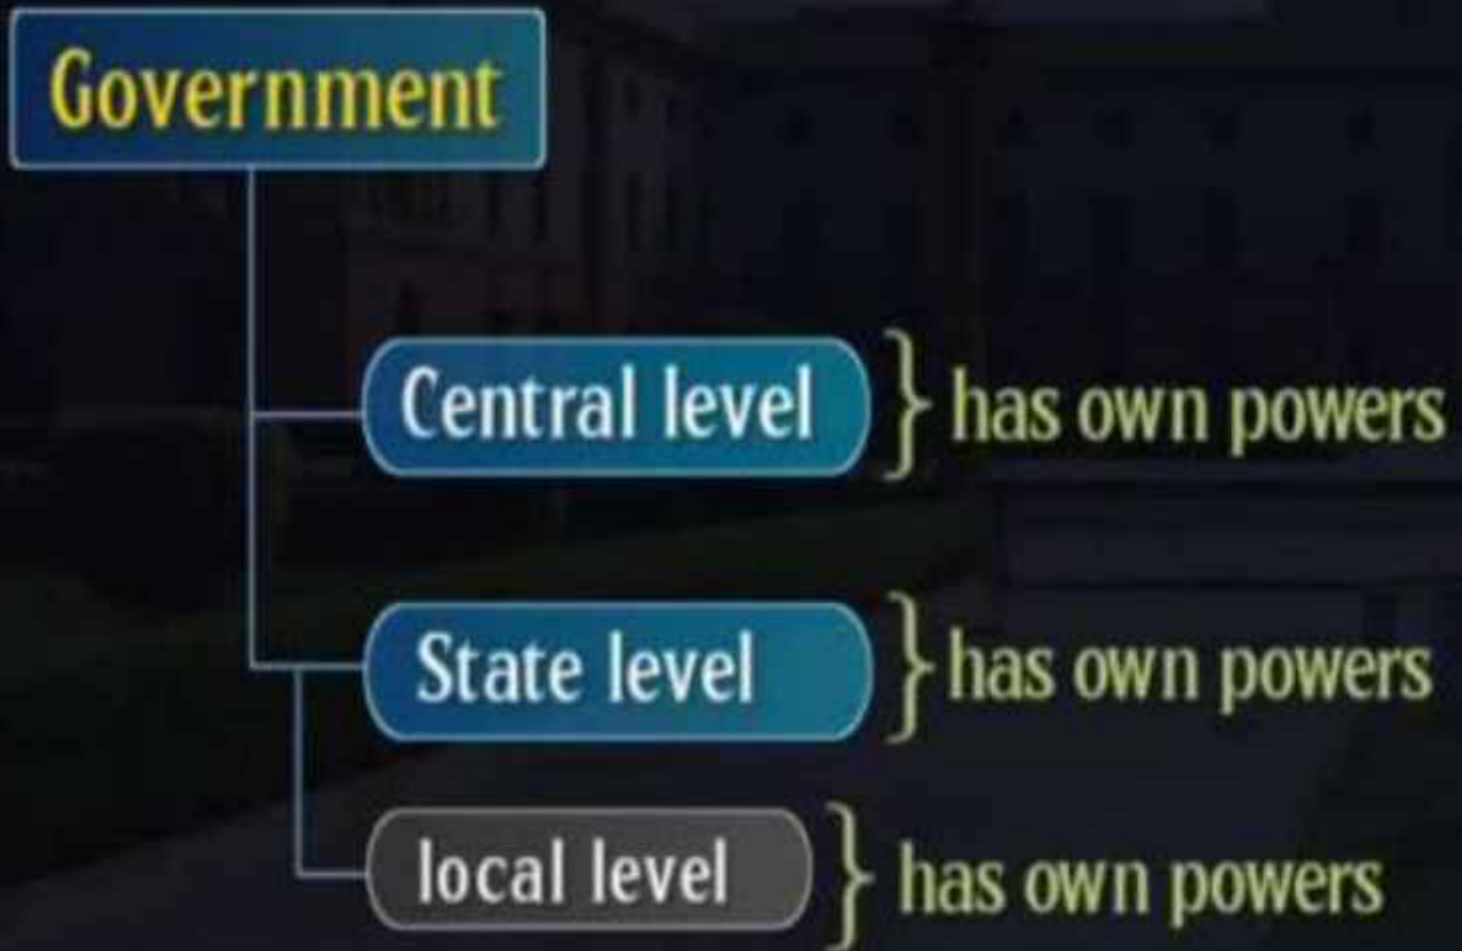 Government
Central level } has own powers
State level } has own powers
local level } has own powers